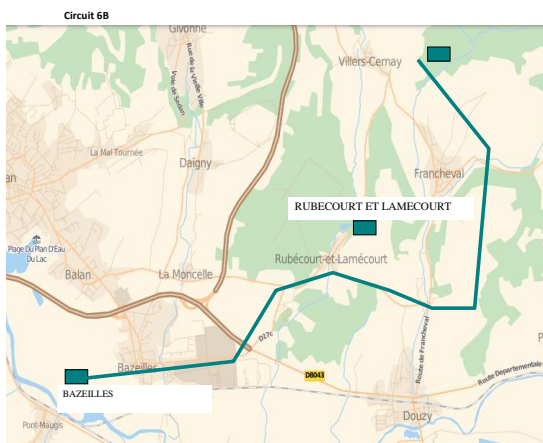 Circuit 6B
Givonne
Rue de la Vieille Ville
Voie de Sedan
Villers-Cernay
La Mal Tournée
Daigny
Francheval
an
RUBECOURT ET LAMECOURT
Plage Du Plan D'Eau
Du Lac
Balan
La Moncelle
Rubécourt-et-Lamécourt
D17c
Bazeilles
D8043
Route de Francheval
Route Departementale
BAZEILLES
Pont-Maugis
Douzy
P